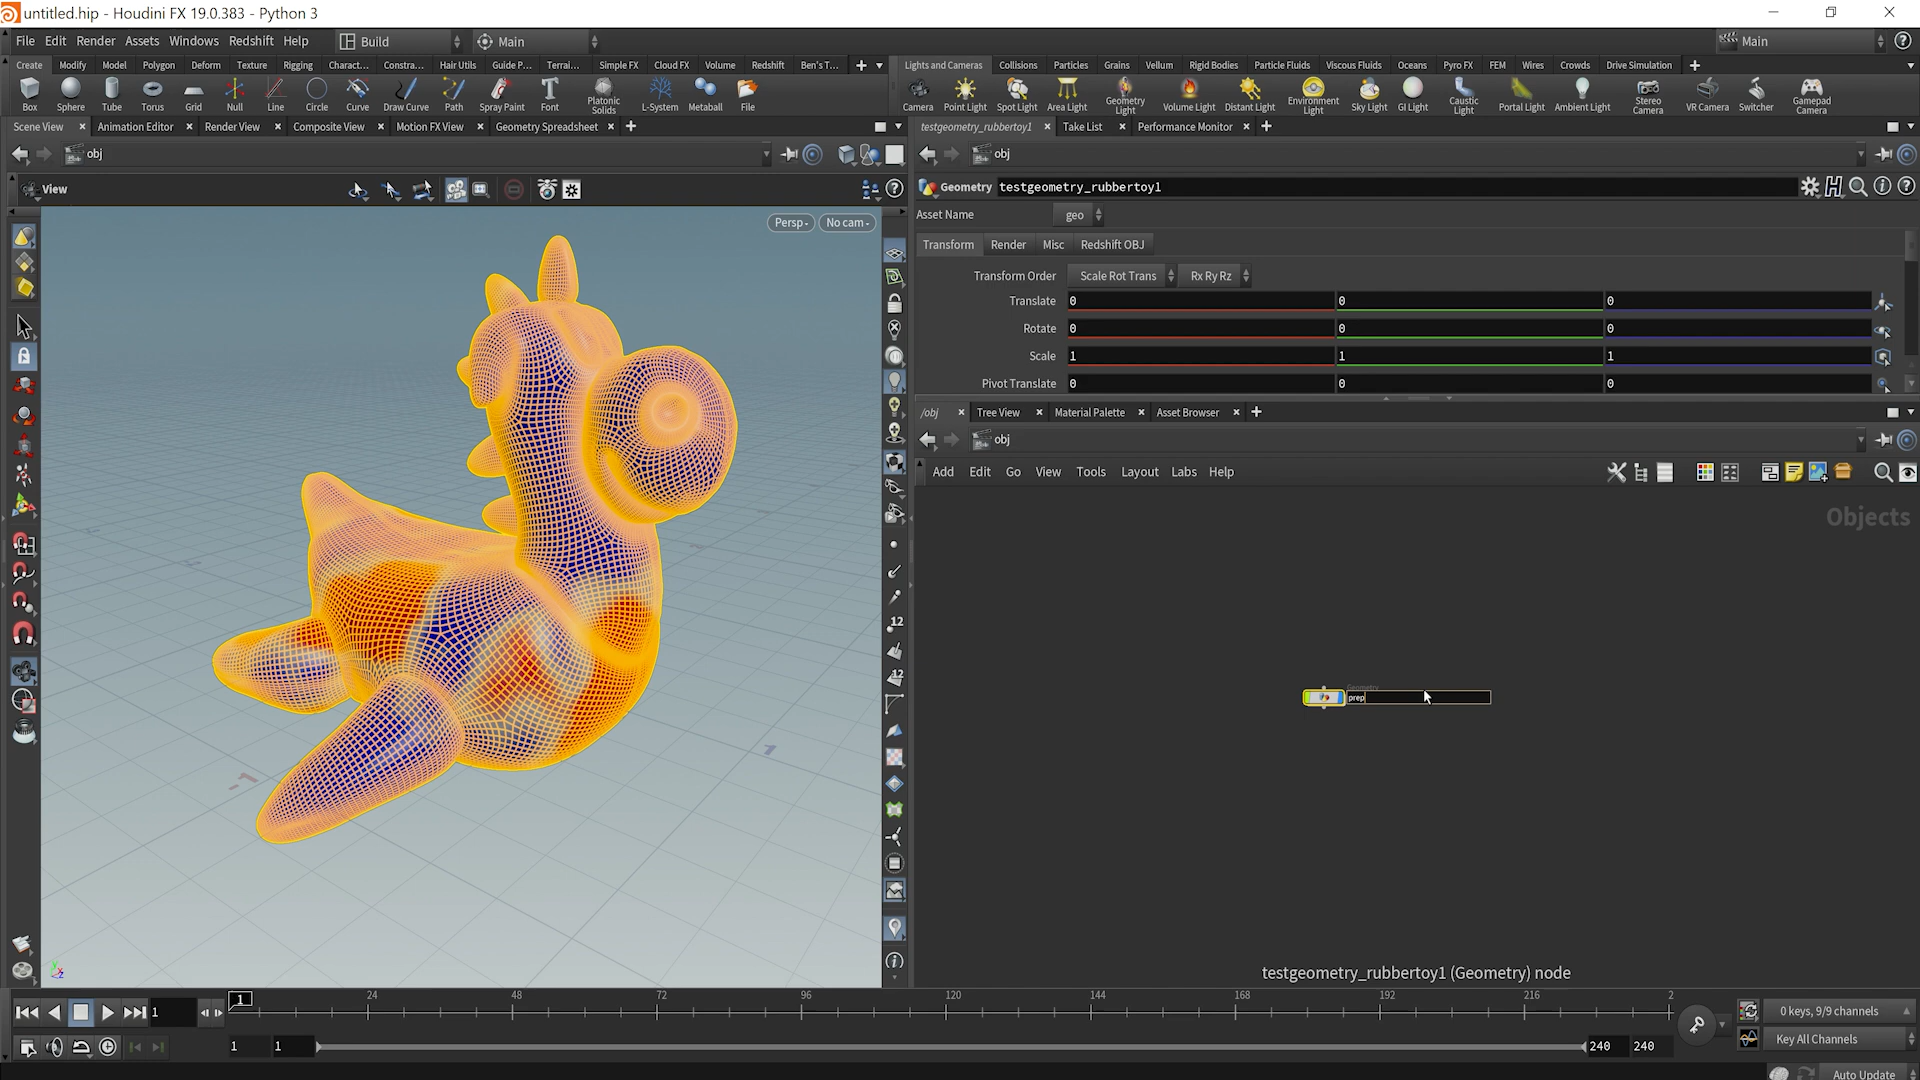 untitled.hip - Houdini FX 19.0.383 - Python 3
File Edit Render Assets Windows Redshift Help Build Main Main
Create Modify Model Polygon Deform Texture Rigging Charact... Constra... Hair Utils Guide P... Terrai... Simple FX Cloud FX Volume Redshift Ben's T...
Lights and Cameras Collisions Particles Grains Vellum Rigid Bodies Particle Fluids Viscous Fluids Oceans Pyro FX FEM Wires Crowds Drive Simulation
Box Sphere Tube Torus Grid Null Line Circle Curve Draw Curve Path Spray Paint Font Platonic Solids L-System Metaball File
Camera Point Light Spot Light Area Light Geometry Light Volume Light Distant Light Environment Light Sky Light GI Light Caustic Light Portal Light Ambient Light Stereo Camera VR Camera Switcher Gamepad Camera
Scene View Animation Editor Render View Composite View Motion FX View Geometry Spreadsheet
testgeometry_rubbertoy1 Take List Performance Monitor
obj
obj
View
Geometry testgeometry_rubbertoy1
Asset Name geo
Persp No cam
Transform Render Misc Redshift OBJ
Transform Order Scale Rot Trans Rx Ry Rz
Translate 0 0 0
Rotate 0 0 0
Scale 1 1 1
Pivot Translate 0 0 0
/obj Tree View Material Palette Asset Browser
obj
Add Edit Go View Tools Layout Labs Help
Objects
12
12
Geometry
prep
testgeometry_rubbertoy1 (Geometry) node
1
1 24 48 72 96 120 144 168 192 216 2
0 keys, 9/9 channels
1 1 240 240
Key All Channels
Auto Update